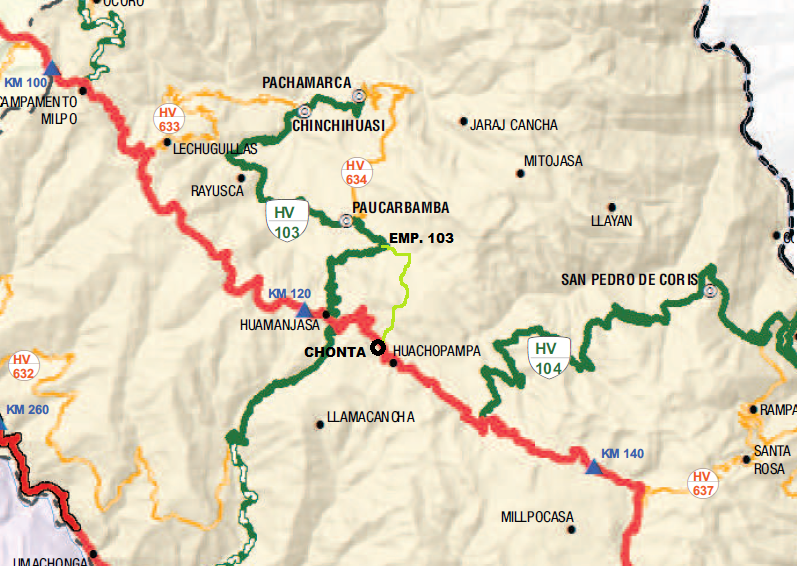 OCORO
KM 100
CAMPAMENTO
MILPO
PACHAMARCA
HV
633
CHINCHIHUASI
JARAJ CANCHA
LECHUGUILLAS
MITOJASA
HV
634
RAYUSCA
PAUCARBAMBA
LLAYAN
HV
103
EMP. 103
SAN PEDRO DE CORIS
KM 120
HUAMANJASA
CHONTA
HUACHOPAMPA
HV
104
HV
632
KM 260
LLAMACANCHA
RAMPA
KM 140
SANTA
ROSA
HV
637
MILLPOCASA
UMACHONGA